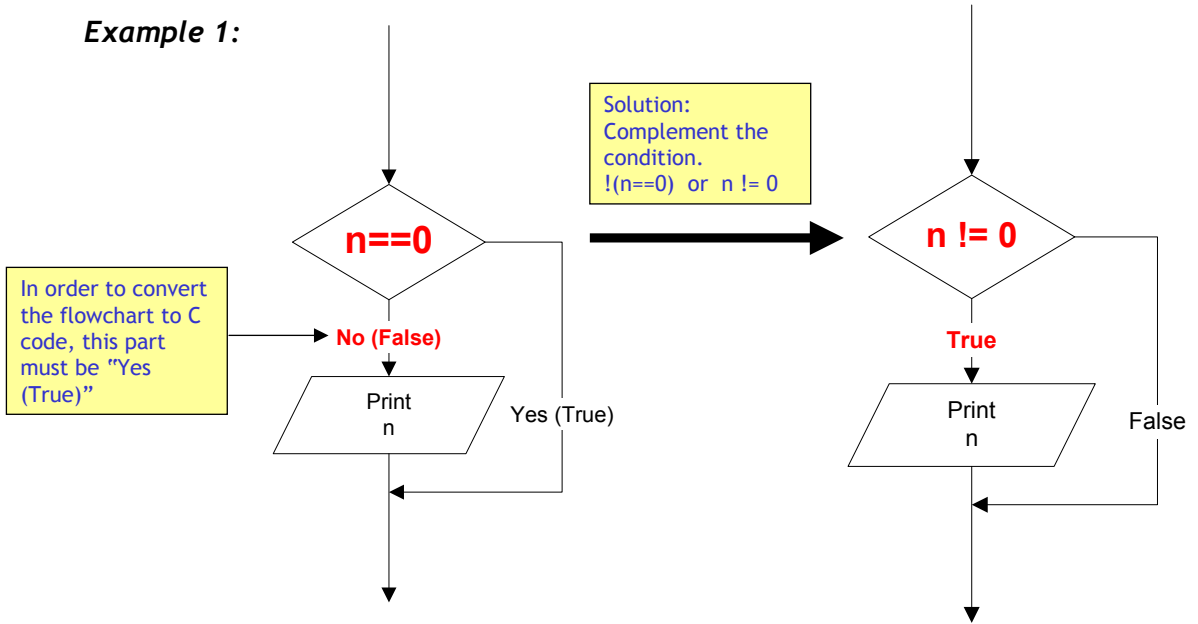 Example 1:
Solution:
Complement the
condition.
!(n==0) or n != 0
n==0
n != 0
In order to convert
the flowchart to C
code, this part
must be “Yes
(True)”
No (False)
True
Print
n
Yes (True)
Print
n
False